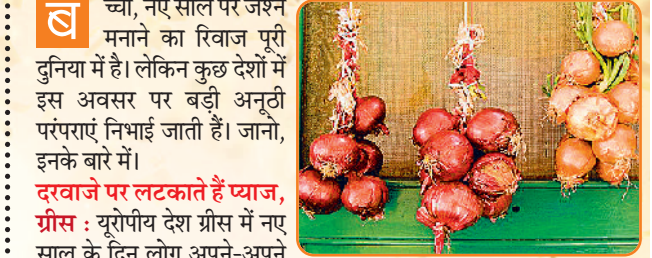 बच्चो, नए साल पर जश्न
मनाने का रिवाज पूरी
दुनिया में है। लेकिन कुछ देशों में
इस अवसर पर बड़ी अनूठी
परंपराएं निभाई जाती हैं। जानो,
इनके बारे में।
दरवाजे पर लटकाते हैं प्याज,
ग्रीस : यूरोपीय देश ग्रीस में नए
साल के दिन लोग अपने-अपने